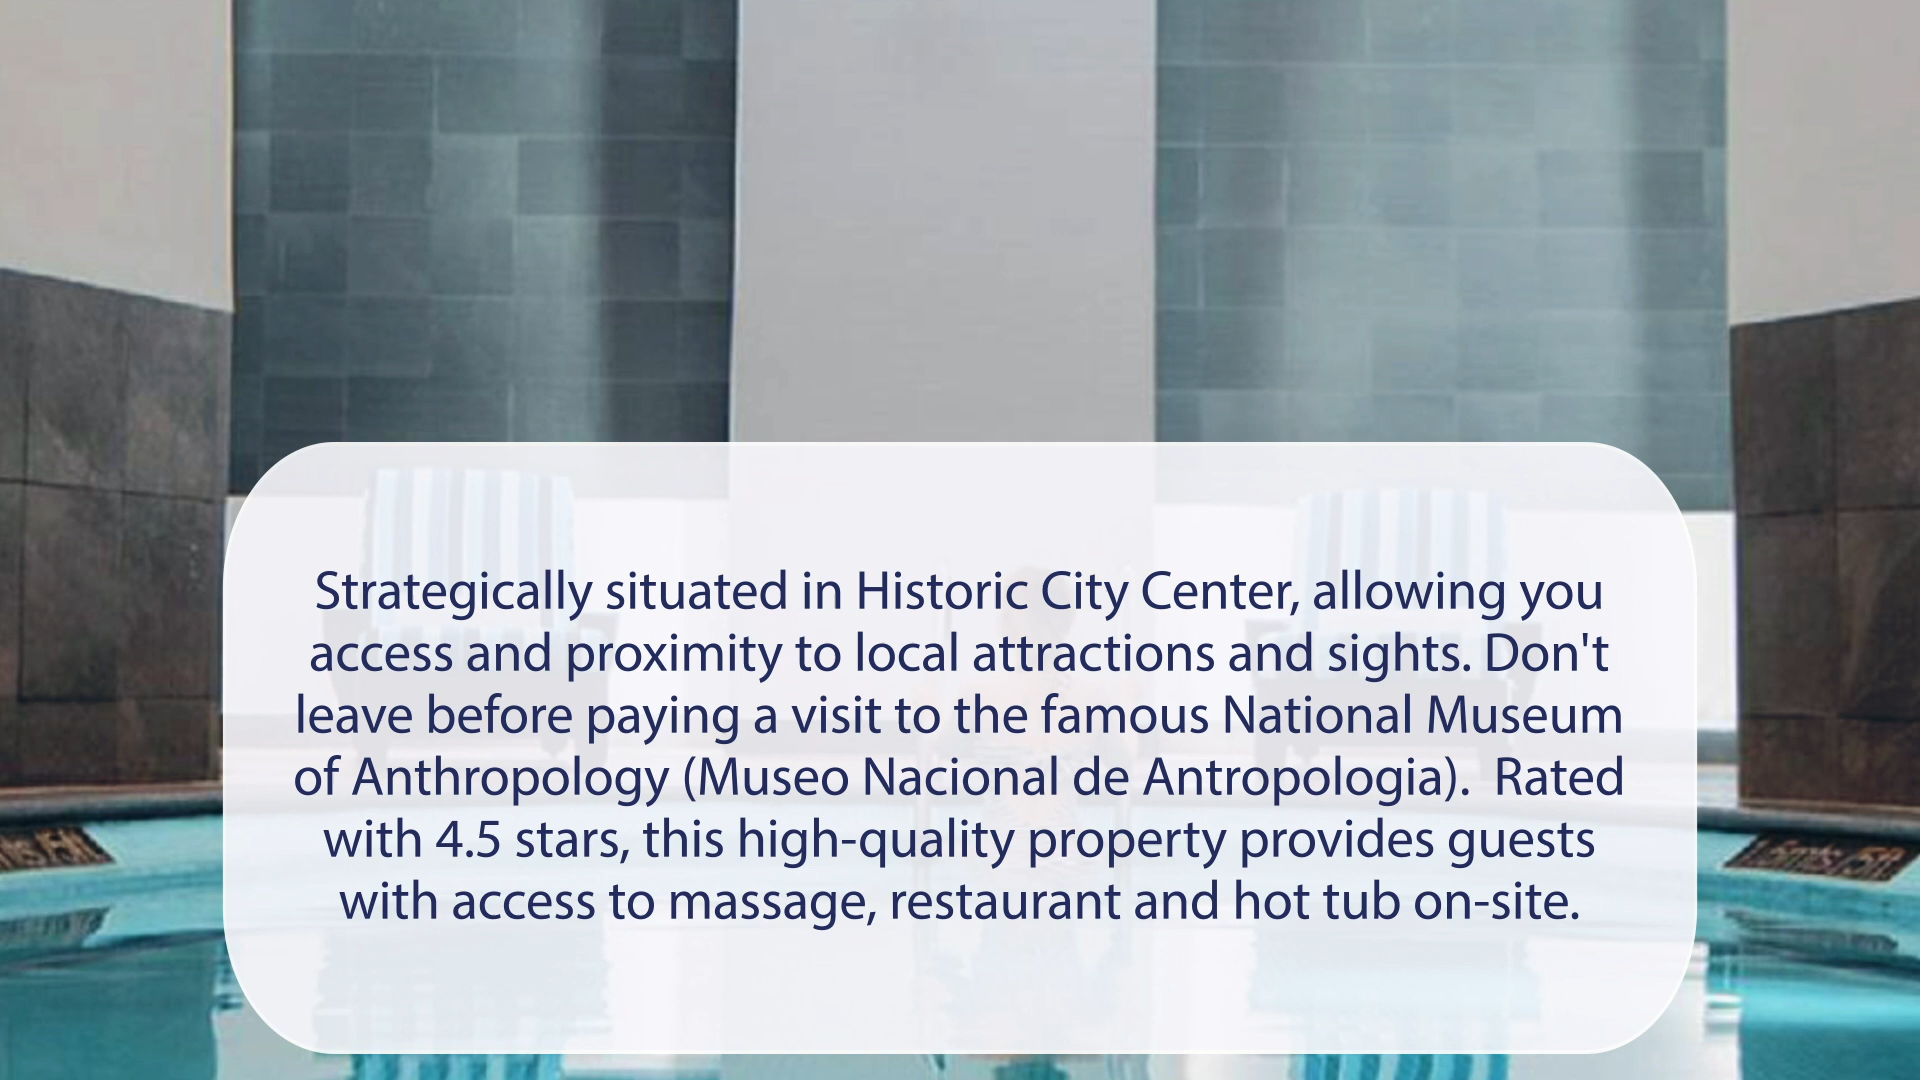 Strategically situated in Historic City Center, allowing you
access and proximity to local attractions and sights. Don't
leave before paying a visit to the famous National Museum
of Anthropology (Museo Nacional de Antropologia).  Rated
with 4.5 stars, this high-quality property provides guests
with access to massage, restaurant and hot tub on-site.